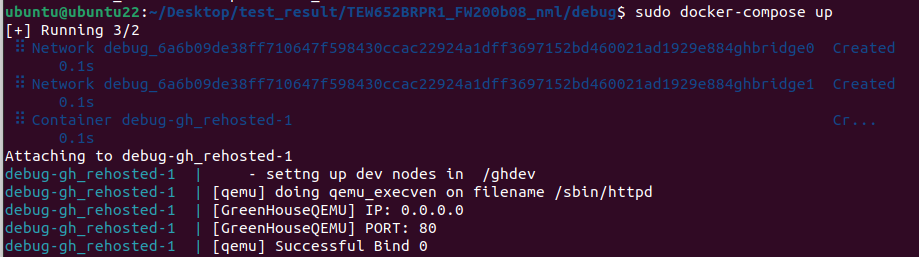 ubuntu@ubuntu22:~/Desktop/test_result/TEW652BRPR1_FW200b08_nml/debug$ sudo docker-compose up
[+] Running 3/2
⠿ Network debug_6a6b09de38ff710647f598430ccac22924a1dff3697152bd460021ad1929e884ghbridge0 Created
0.1s
⠿ Network debug_6a6b09de38ff710647f598430ccac22924a1dff3697152bd460021ad1929e884ghbridge1 Created
0.1s
⠿ Container debug-gh_rehosted-1 Cr...
0.1s
Attaching to debug-gh_rehosted-1
debug-gh_rehosted-1 | - settng up dev nodes in /ghdev
debug-gh_rehosted-1 | [qemu] doing qemu_execven on filename /sbin/httpd
debug-gh_rehosted-1 | [GreenHouseQEMU] IP: 0.0.0.0
debug-gh_rehosted-1 | [GreenHouseQEMU] PORT: 80
debug-gh_rehosted-1 | [qemu] Successful Bind 0